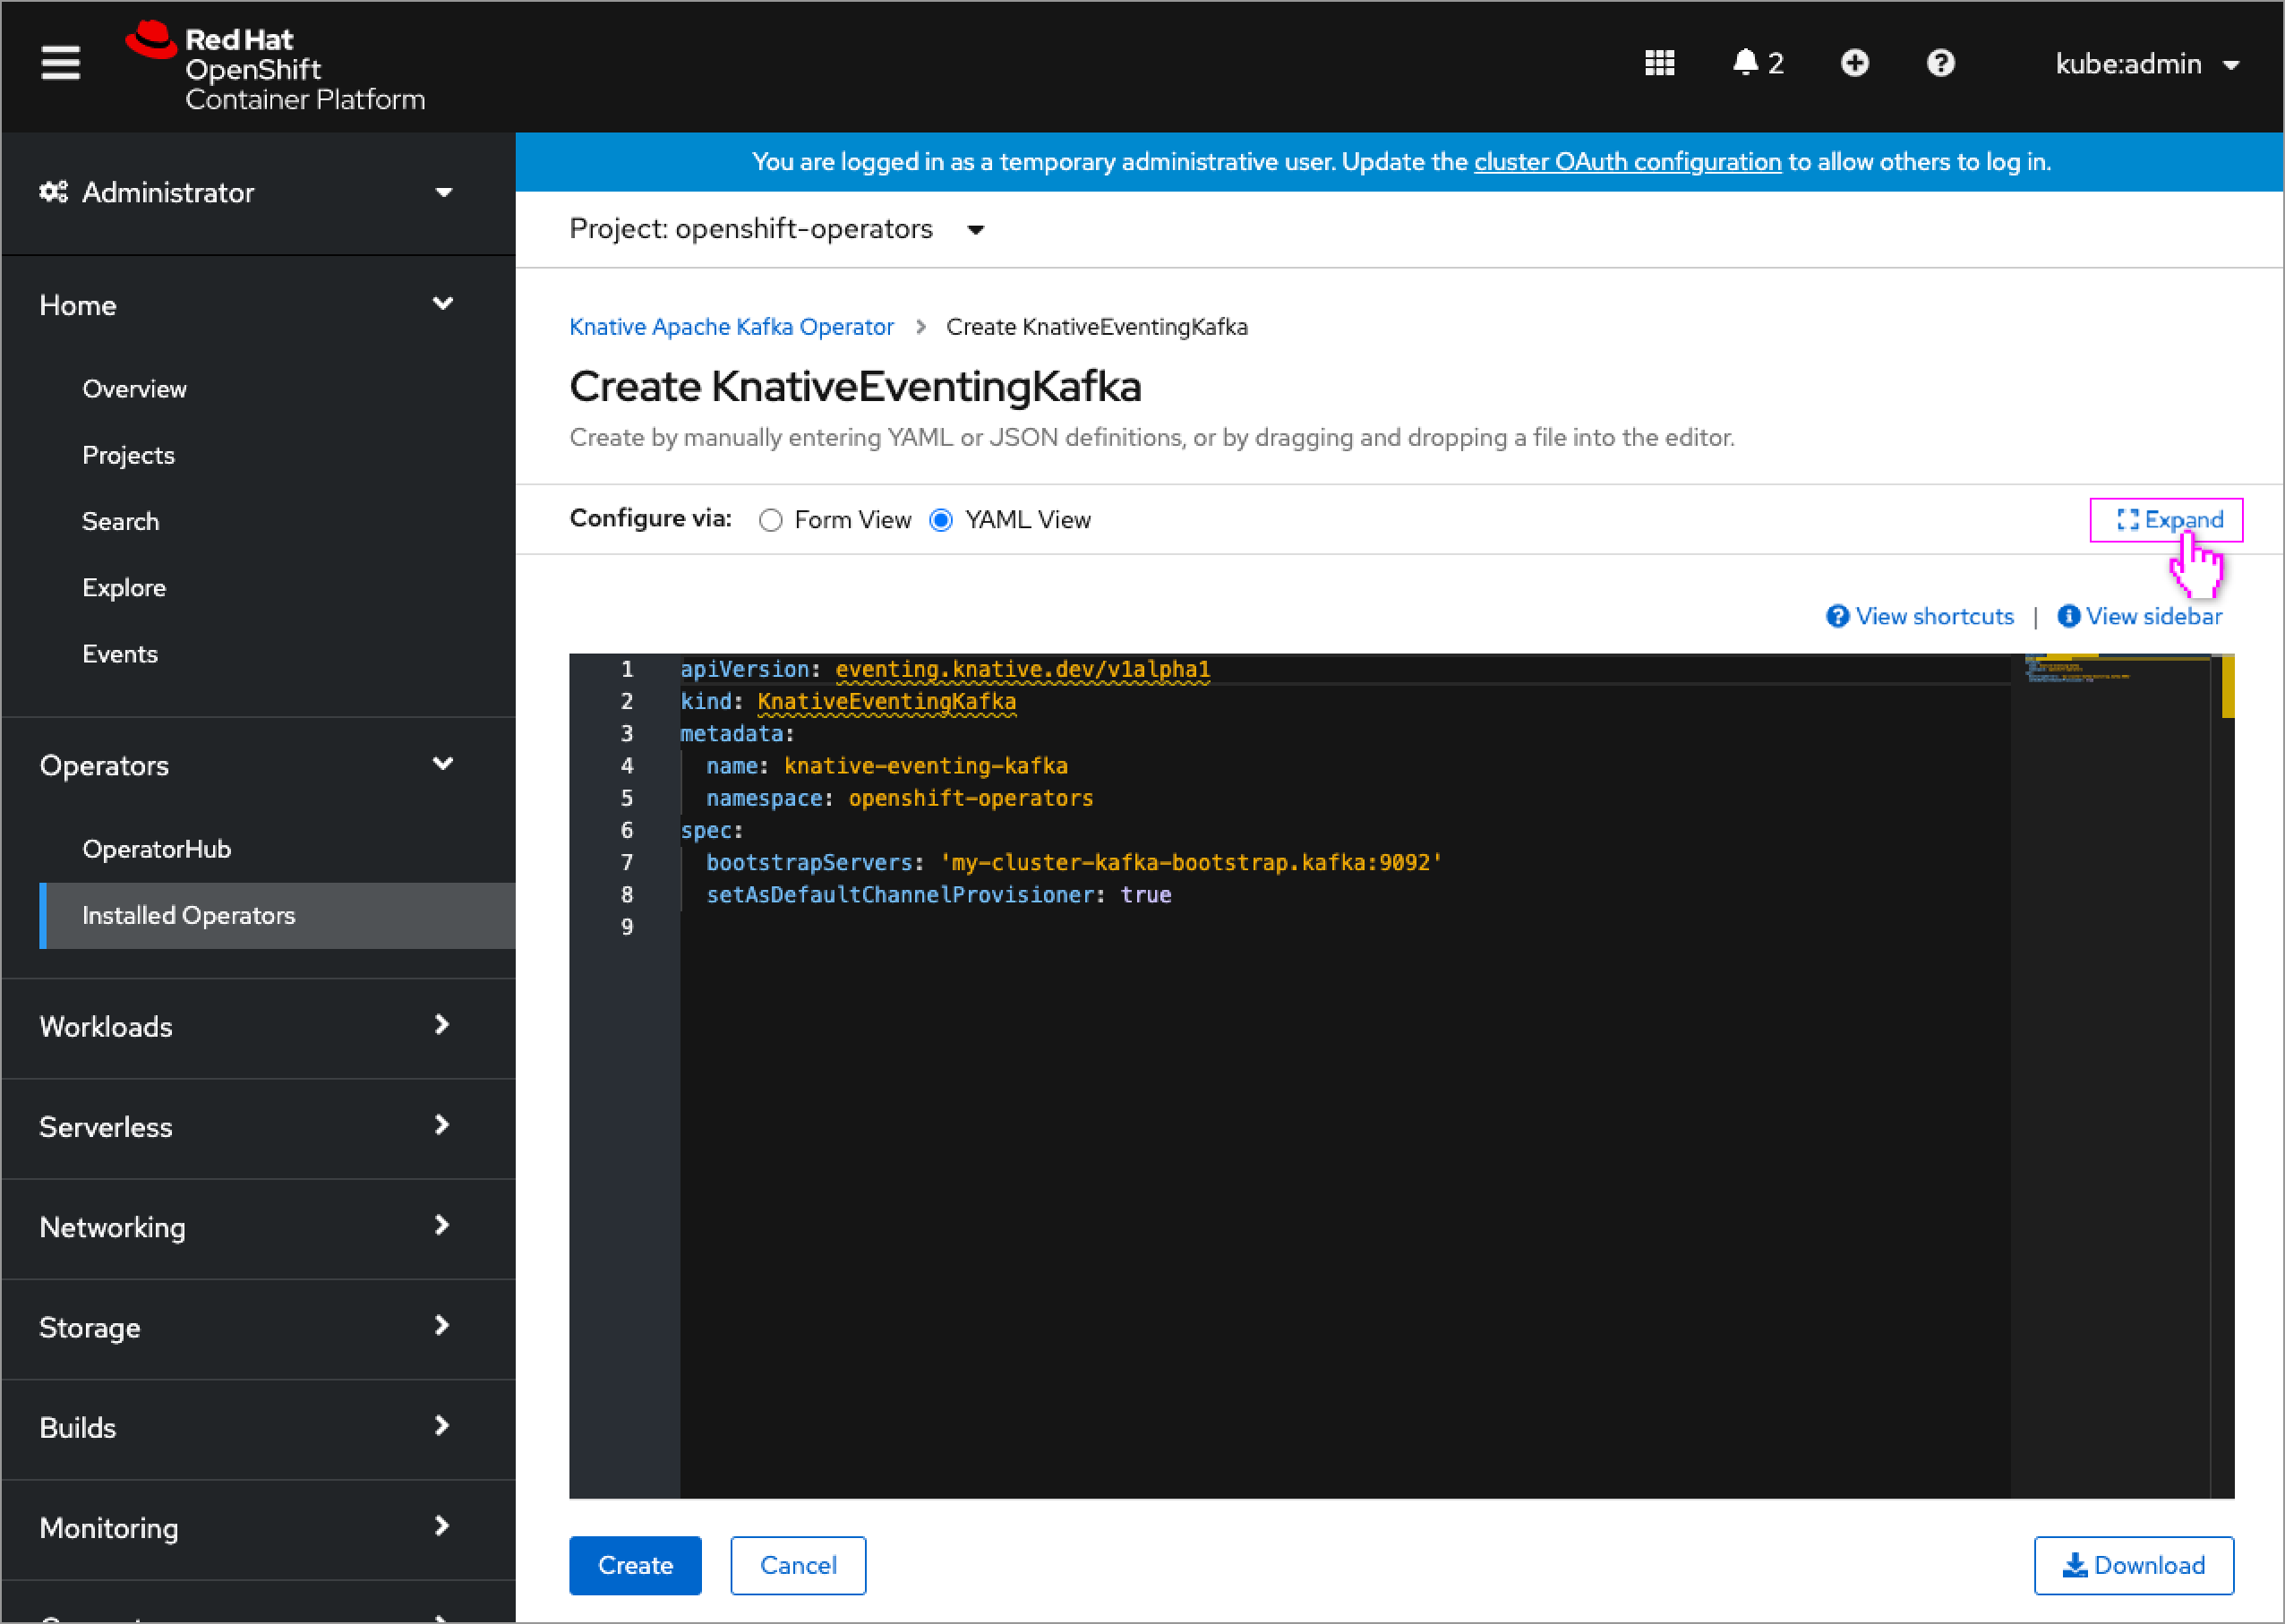 Red Hat
OpenShift
Container Platform
2
kube:admin
You are logged in as a temporary administrative user. Update the cluster OAuth configuration to allow others to log in.
Administrator
Home
Overview
Projects
Search
Explore
Events
Operators
OperatorHub
Installed Operators
Workloads
Serverless
Networking
Storage
Builds
Monitoring
Project: openshift-operators
Knative Apache Kafka Operator > Create KnativeEventingKafka
Create KnativeEventingKafka
Create by manually entering YAML or JSON definitions, or by dragging and dropping a file into the editor.
Configure via: Form View YAML View
Expand
View shortcuts | View sidebar
1 apiVersion: eventing.knative.dev/v1alpha1
2 kind: KnativeEventingKafka
3 metadata:
4 name: knative-eventing-kafka
5 namespace: openshift-operators
6 spec:
7 bootstrapServers: 'my-cluster-kafka-bootstrap.kafka:9092'
8 setAsDefaultChannelProvisioner: true
9
Create Cancel Download